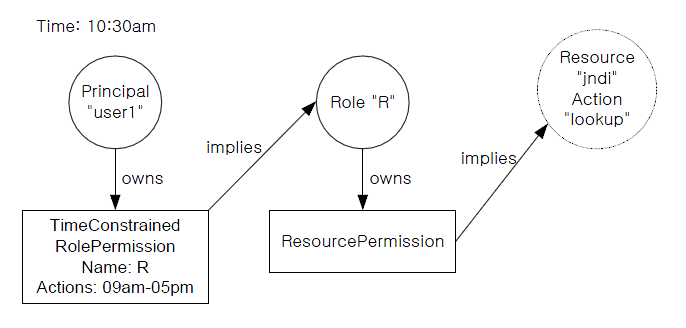 Time: 10:30am
Principal
"user1"
owns
TimeConstrained
RolePermission
Name: R
Actions: 09am-05pm
implies
Role "R"
owns
ResourcePermission
implies
Resource
"jndi"
Action
"lookup"